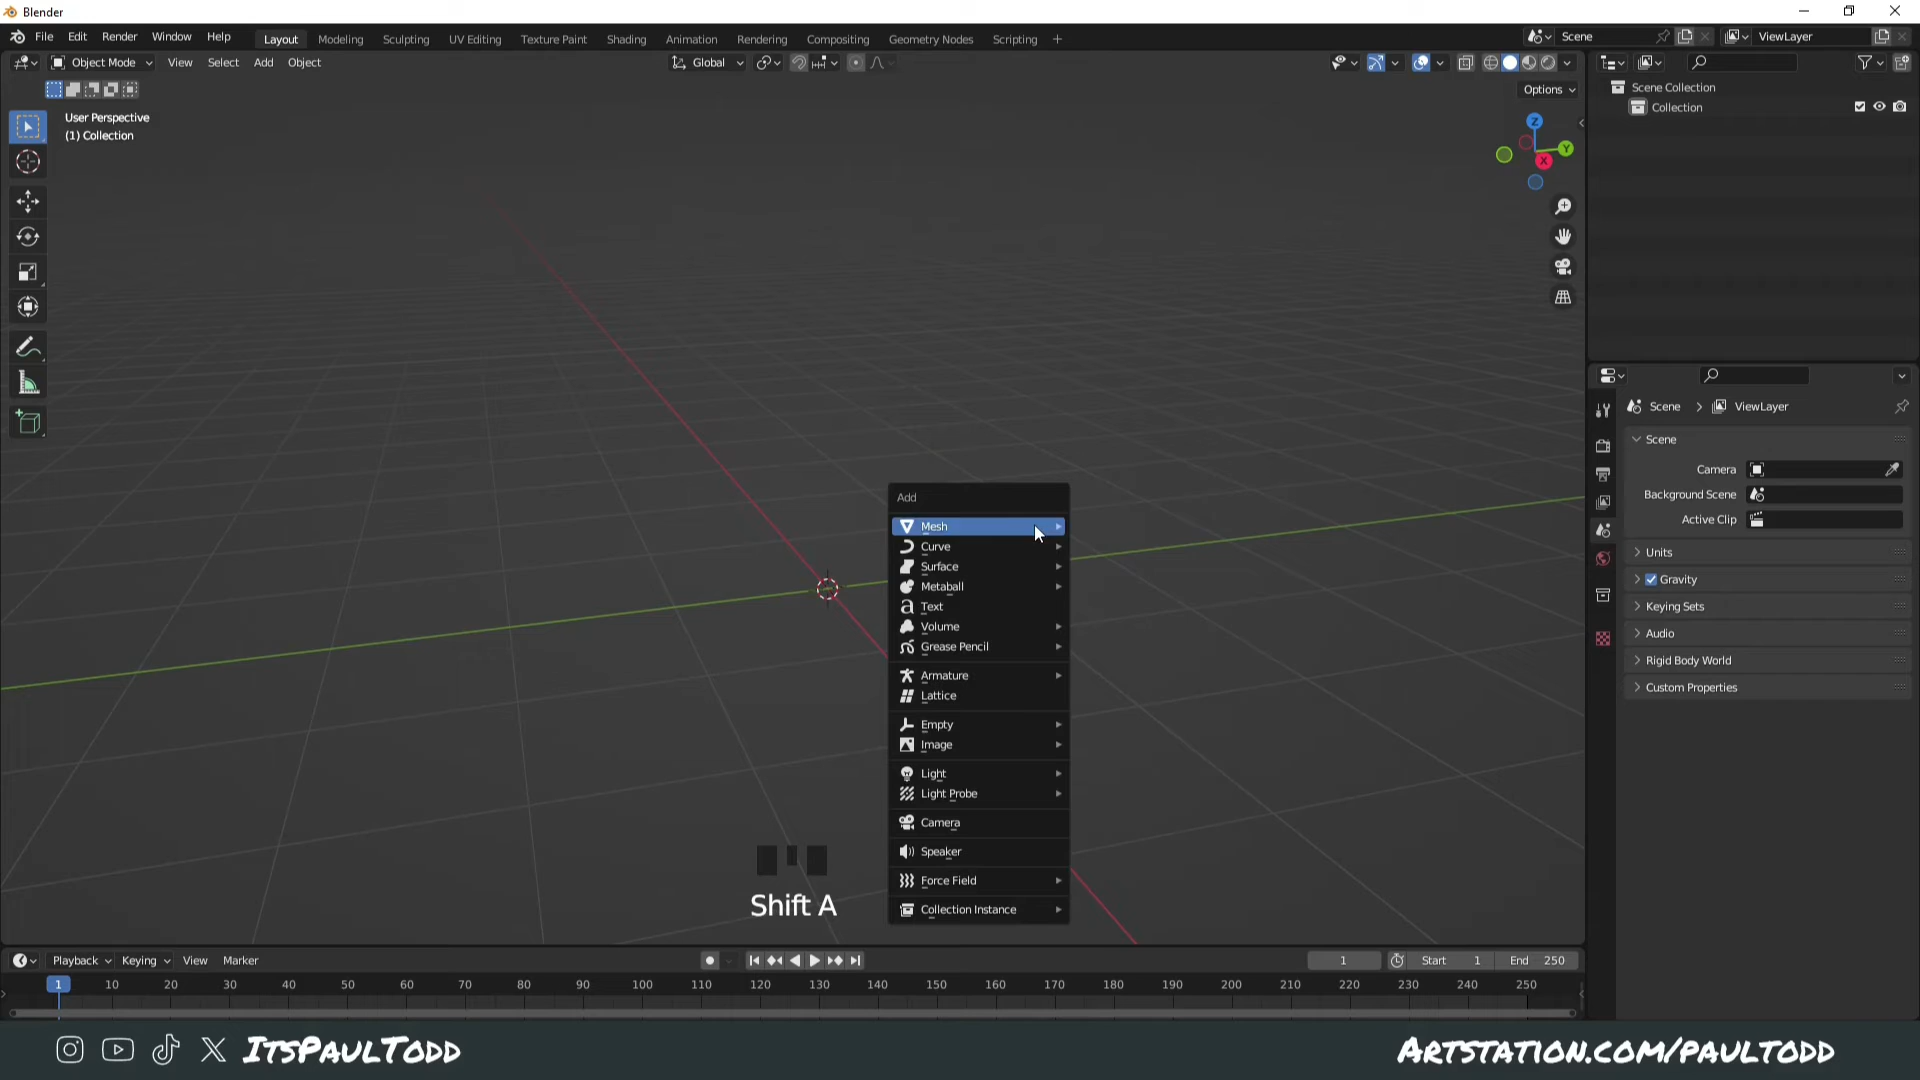 Blender
File Edit Render Window Help Layout Modeling Sculpting UV Editing Texture Paint Shading Animation Rendering Compositing Geometry Nodes Scripting +
Scene ViewLayer
Object Mode View Select Add Object Global
Options
User Perspective
(1) Collection
Z
Y
X
Scene Collection
Collection
Scene > ViewLayer
Scene
Camera
Background Scene
Active Clip
Units
Gravity
Keying Sets
Audio
Rigid Body World
Custom Properties
Add
Mesh
Curve
Surface
Metaball
Text
Volume
Grease Pencil
Armature
Lattice
Empty
Image
Light
Light Probe
Camera
Speaker
Force Field
Collection Instance
Shift A
Playback Keying View Marker 1 Start 1 End 250
1 10 20 30 40 50 60 70 80 90 100 110 120 130 140 150 160 170 180 190 200 210 220 230 240 250
ItsPaulTodd
Artstation.com/paultodd